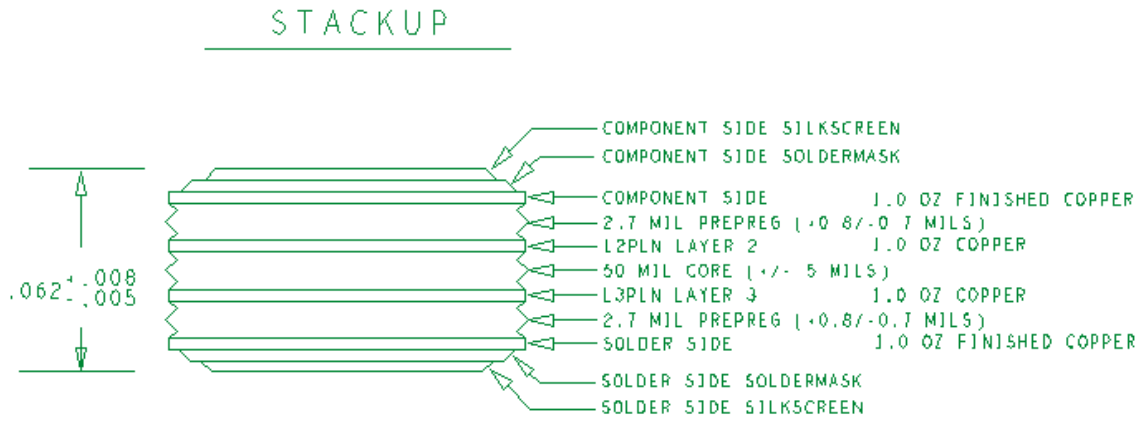 STACKUP
COMPONENT SIDE SILKSCREEN
COMPONENT SIDE SOLDERMASK
COMPONENT SIDE 1.0 OZ FINISHED COPPER
2.7 MIL PREPREG (+0.8/-0.7 MILS)
L2PLN LAYER 2 1.0 OZ COPPER
50 MIL CORE (+/- 5 MILS)
L3PLN LAYER 3 1.0 OZ COPPER
2.7 MIL PREPREG (+0.8/-0.7 MILS)
SOLDER SIDE 1.0 OZ FINISHED COPPER
SOLDER SIDE SOLDERMASK
SOLDER SIDE SILKSCREEN
.062 +.008
-.005